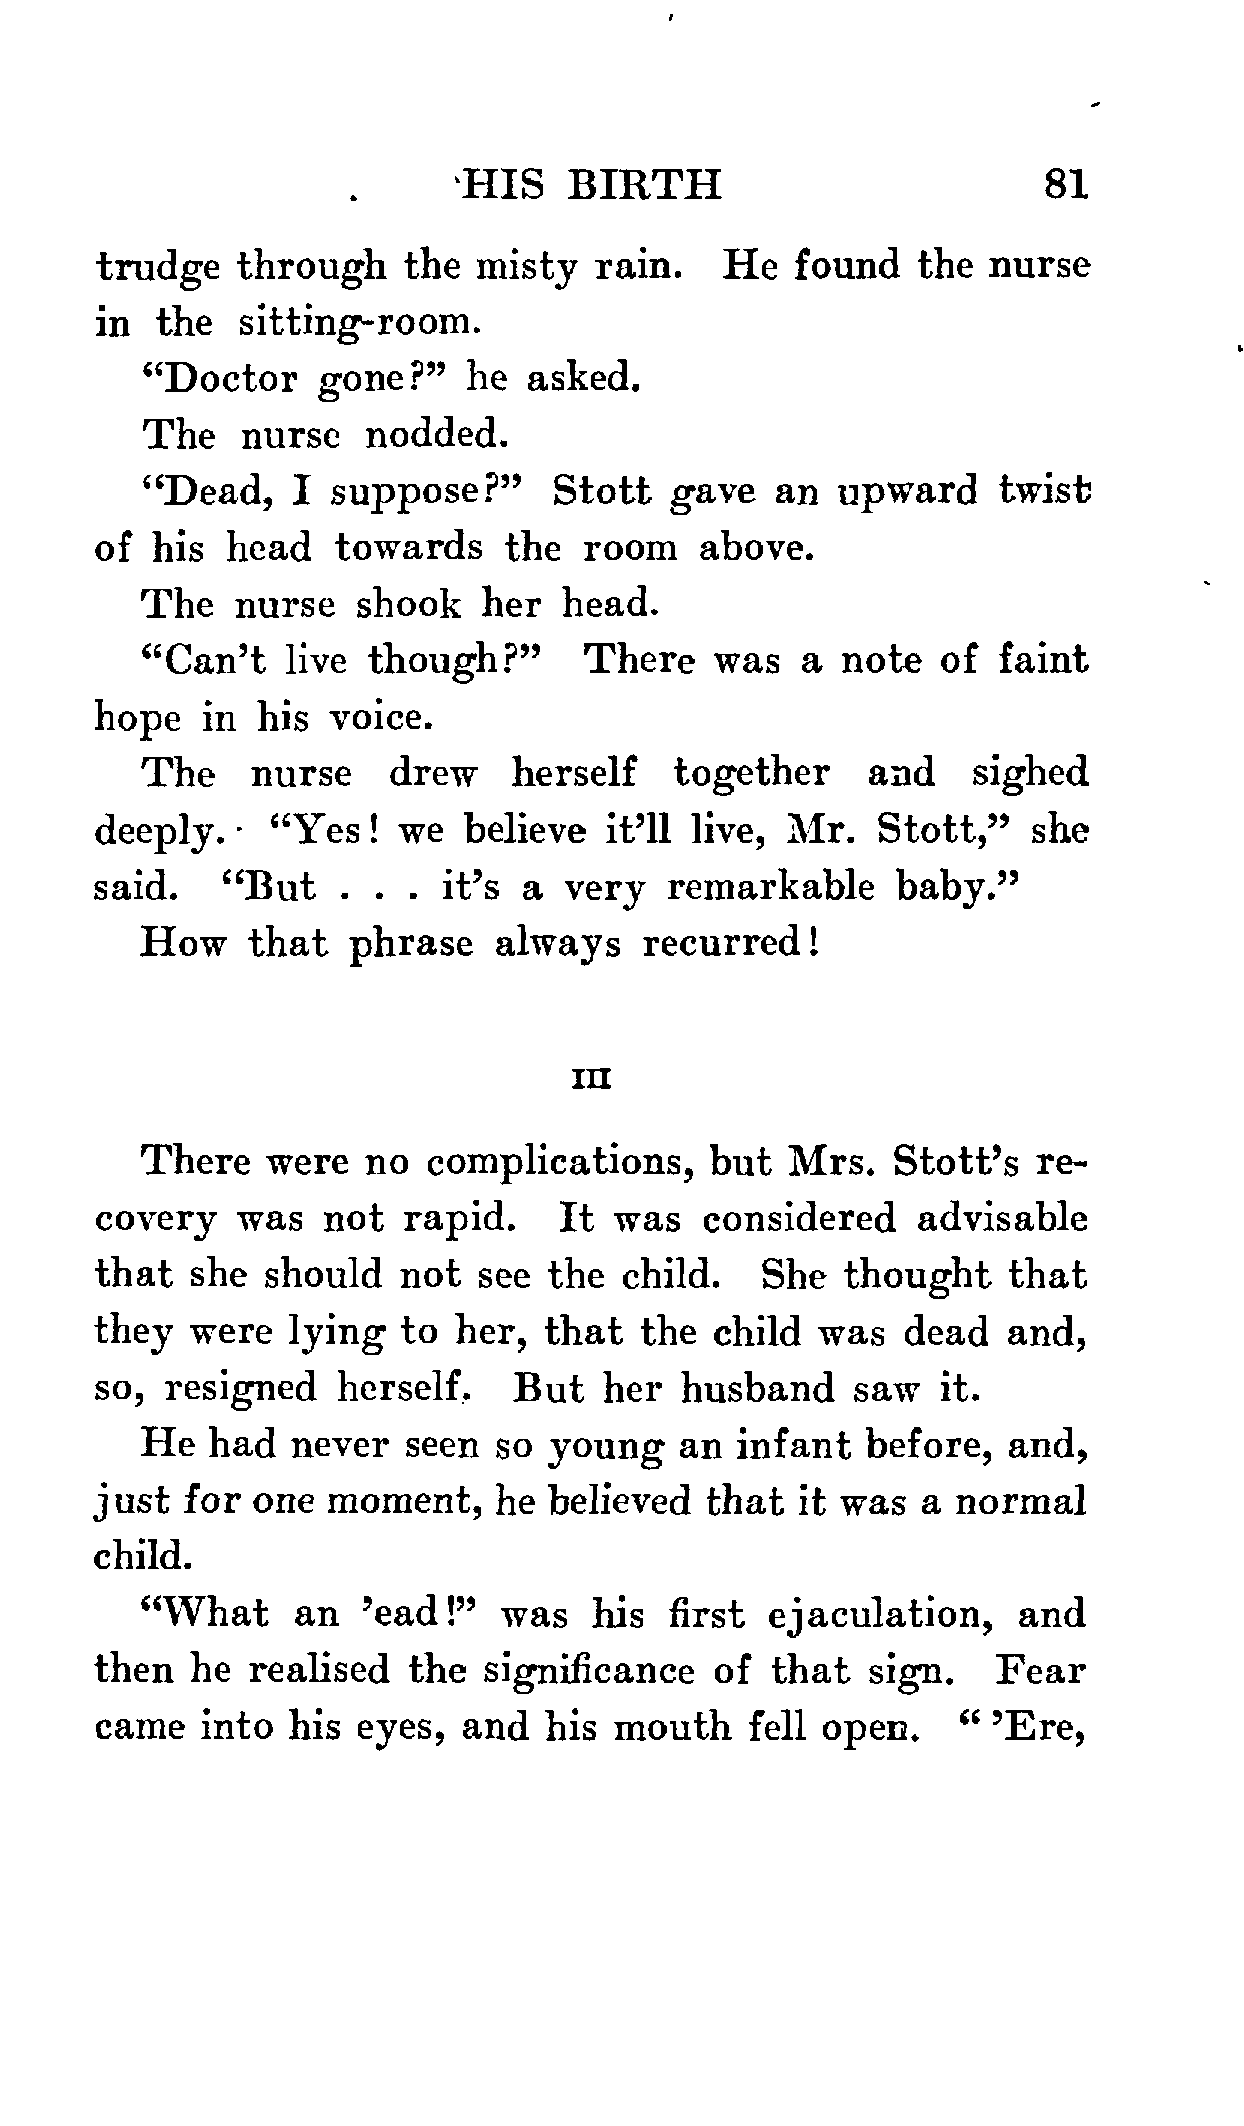 HIS BIRTH 81
trudge through the misty rain. He found the nurse
in the sitting-room.
“Doctor gone?” he asked.
The nurse nodded.
“Dead, I suppose?” Stott gave an upward twist
of his head towards the room above.
The nurse shook her head.
“Can’t live though?” There was a note of faint
hope in his voice.
The nurse drew herself together and sighed
deeply. “Yes! we believe it’ll live, Mr. Stott,” she
said. “But . . . it’s a very remarkable baby.”
How that phrase always recurred!
III
There were no complications, but Mrs. Stott’s re-
covery was not rapid. It was considered advisable
that she should not see the child. She thought that
they were lying to her, that the child was dead and,
so, resigned herself. But her husband saw it.
He had never seen so young an infant before, and,
just for one moment, he believed that it was a normal
child.
“What an ’ead!” was his first ejaculation, and
then he realised the significance of that sign. Fear
came into his eyes, and his mouth fell open. “ ’Ere,